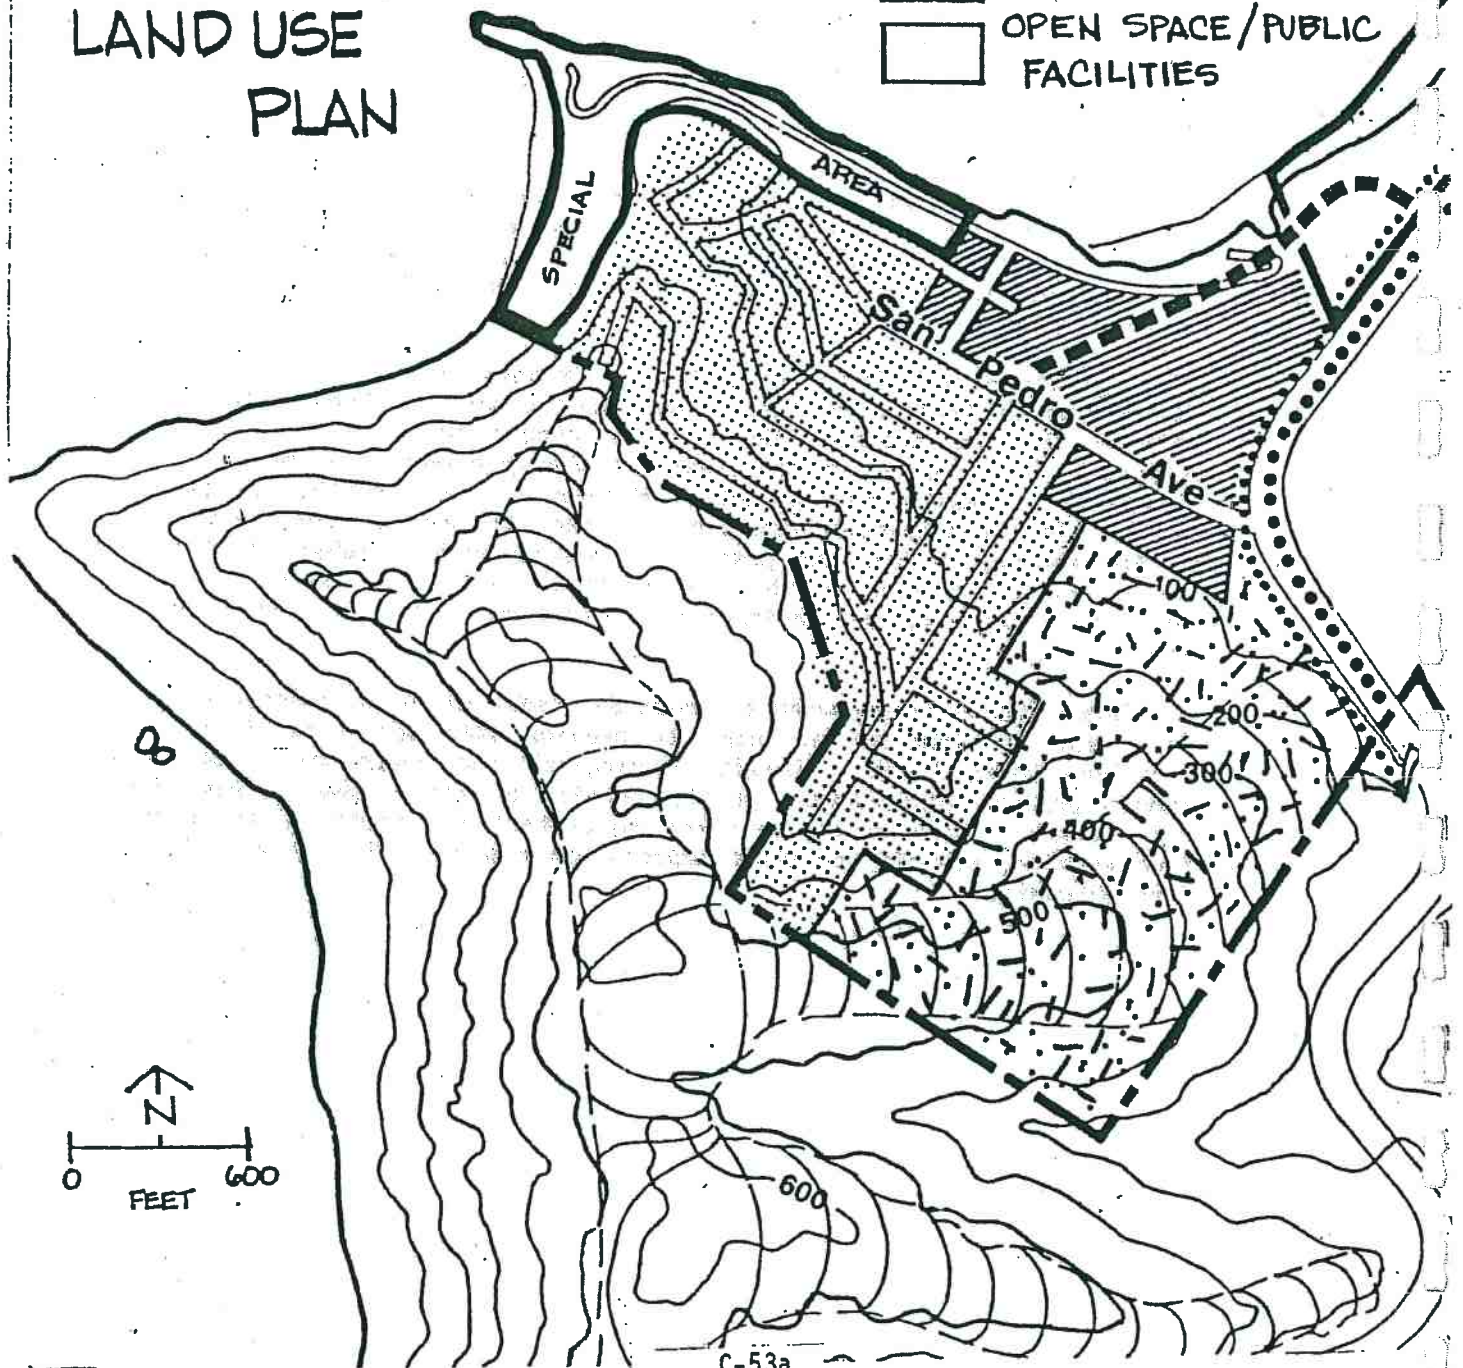 LAND USE
PLAN
OPEN SPACE/PUBLIC
FACILITIES
AREA
SPECIAL
San Pedro Ave
100
200
300
400
500
600
N
0 600
FEET
C-53a